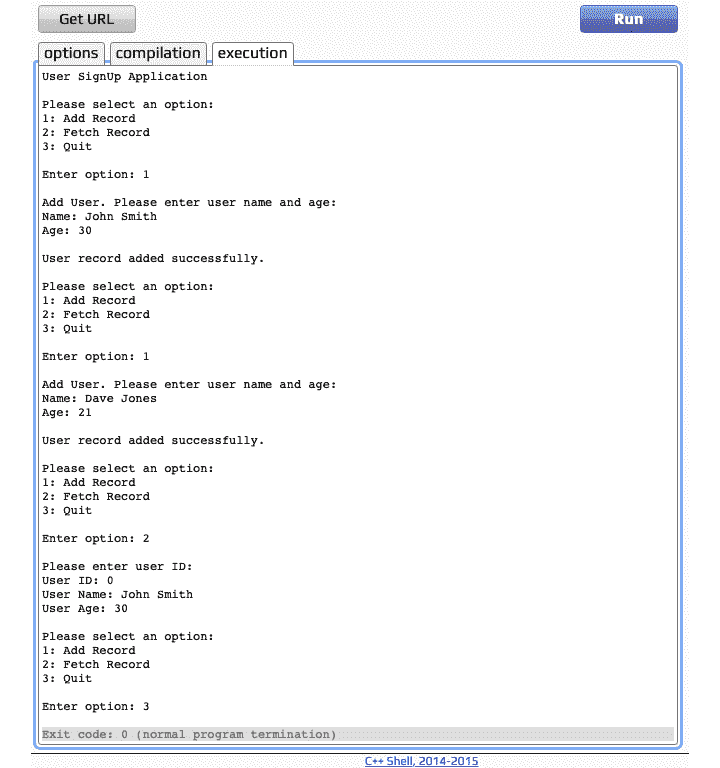 Get URL
Run
options compilation execution
User SignUp Application
Please select an option:
1: Add Record
2: Fetch Record
3: Quit
Enter option: 1
Add User. Please enter user name and age:
Name: John Smith
Age: 30
User record added successfully.
Please select an option:
1: Add Record
2: Fetch Record
3: Quit
Enter option: 1
Add User. Please enter user name and age:
Name: Dave Jones
Age: 21
User record added successfully.
Please select an option:
1: Add Record
2: Fetch Record
3: Quit
Enter option: 2
Please enter user ID:
User ID: 0
User Name: John Smith
User Age: 30
Please select an option:
1: Add Record
2: Fetch Record
3: Quit
Enter option: 3
Exit code: 0 (normal program termination)
C++ Shell, 2014-2015